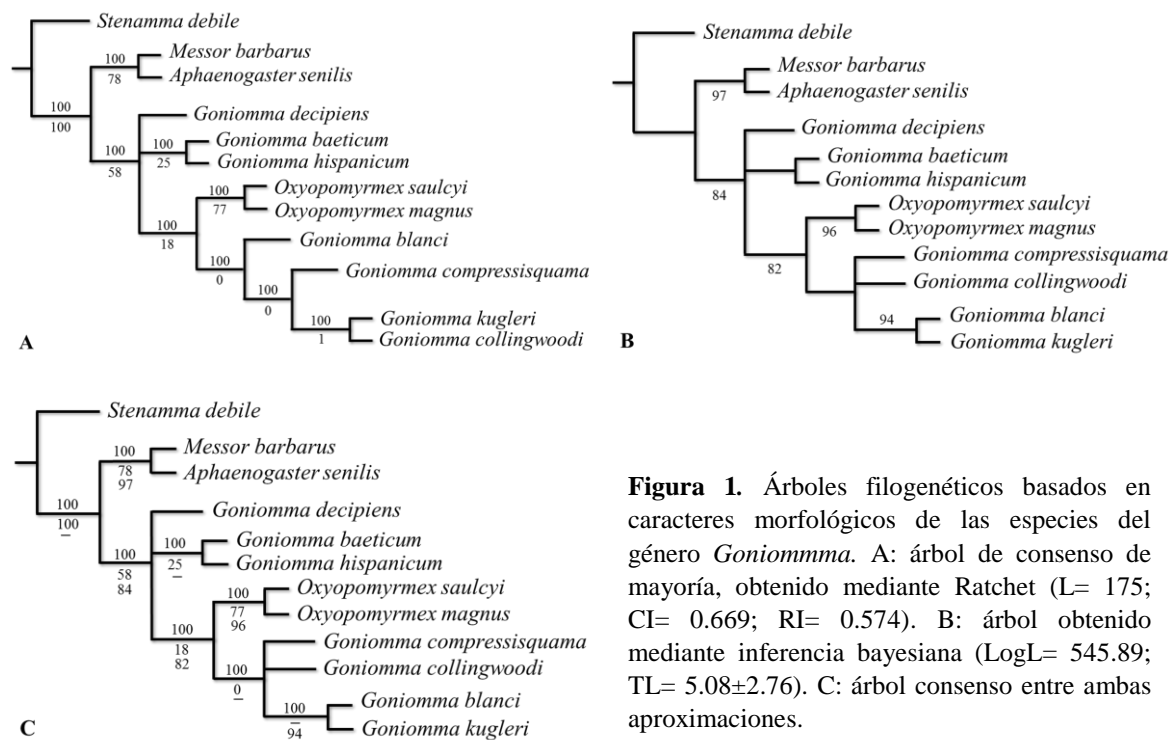 Stenamma debile
100
78
Messor barbarus
Aphaenogaster senilis
100
100
Goniomma decipiens
100
25
Goniomma baeticum
Goniomma hispanicum
100
58
100
77
Oxyopomyrmex saulcyi
Oxyopomyrmex magnus
100
18
Goniomma blanci
100
0
Goniomma compressisquama
100
0
100
1
Goniomma kugleri
Goniomma collingwoodi
A
Stenamma debile
97
Messor barbarus
Aphaenogaster senilis
Goniomma decipiens
Goniomma baeticum
Goniomma hispanicum
84
96
Oxyopomyrmex saulcyi
Oxyopomyrmex magnus
82
Goniomma compressisquama
Goniomma collingwoodi
94
Goniomma blanci
Goniomma kugleri
B
Stenamma debile
100
78
97
Messor barbarus
Aphaenogaster senilis
100
100
–
Goniomma decipiens
100
25
–
Goniomma baeticum
Goniomma hispanicum
100
58
84
100
77
96
Oxyopomyrmex saulcyi
Oxyopomyrmex magnus
100
18
82
Goniomma compressisquama
100
0
–
Goniomma collingwoodi
100
–
94
Goniomma blanci
Goniomma kugleri
C
Figura 1. Árboles filogenéticos basados en
caracteres morfológicos de las especies del
género Goniommma. A: árbol de consenso de
mayoría, obtenido mediante Ratchet (L= 175;
CI= 0.669; RI= 0.574). B: árbol obtenido
mediante inferencia bayesiana (LogL= 545.89;
TL= 5.08±2.76). C: árbol consenso entre ambas
aproximaciones.